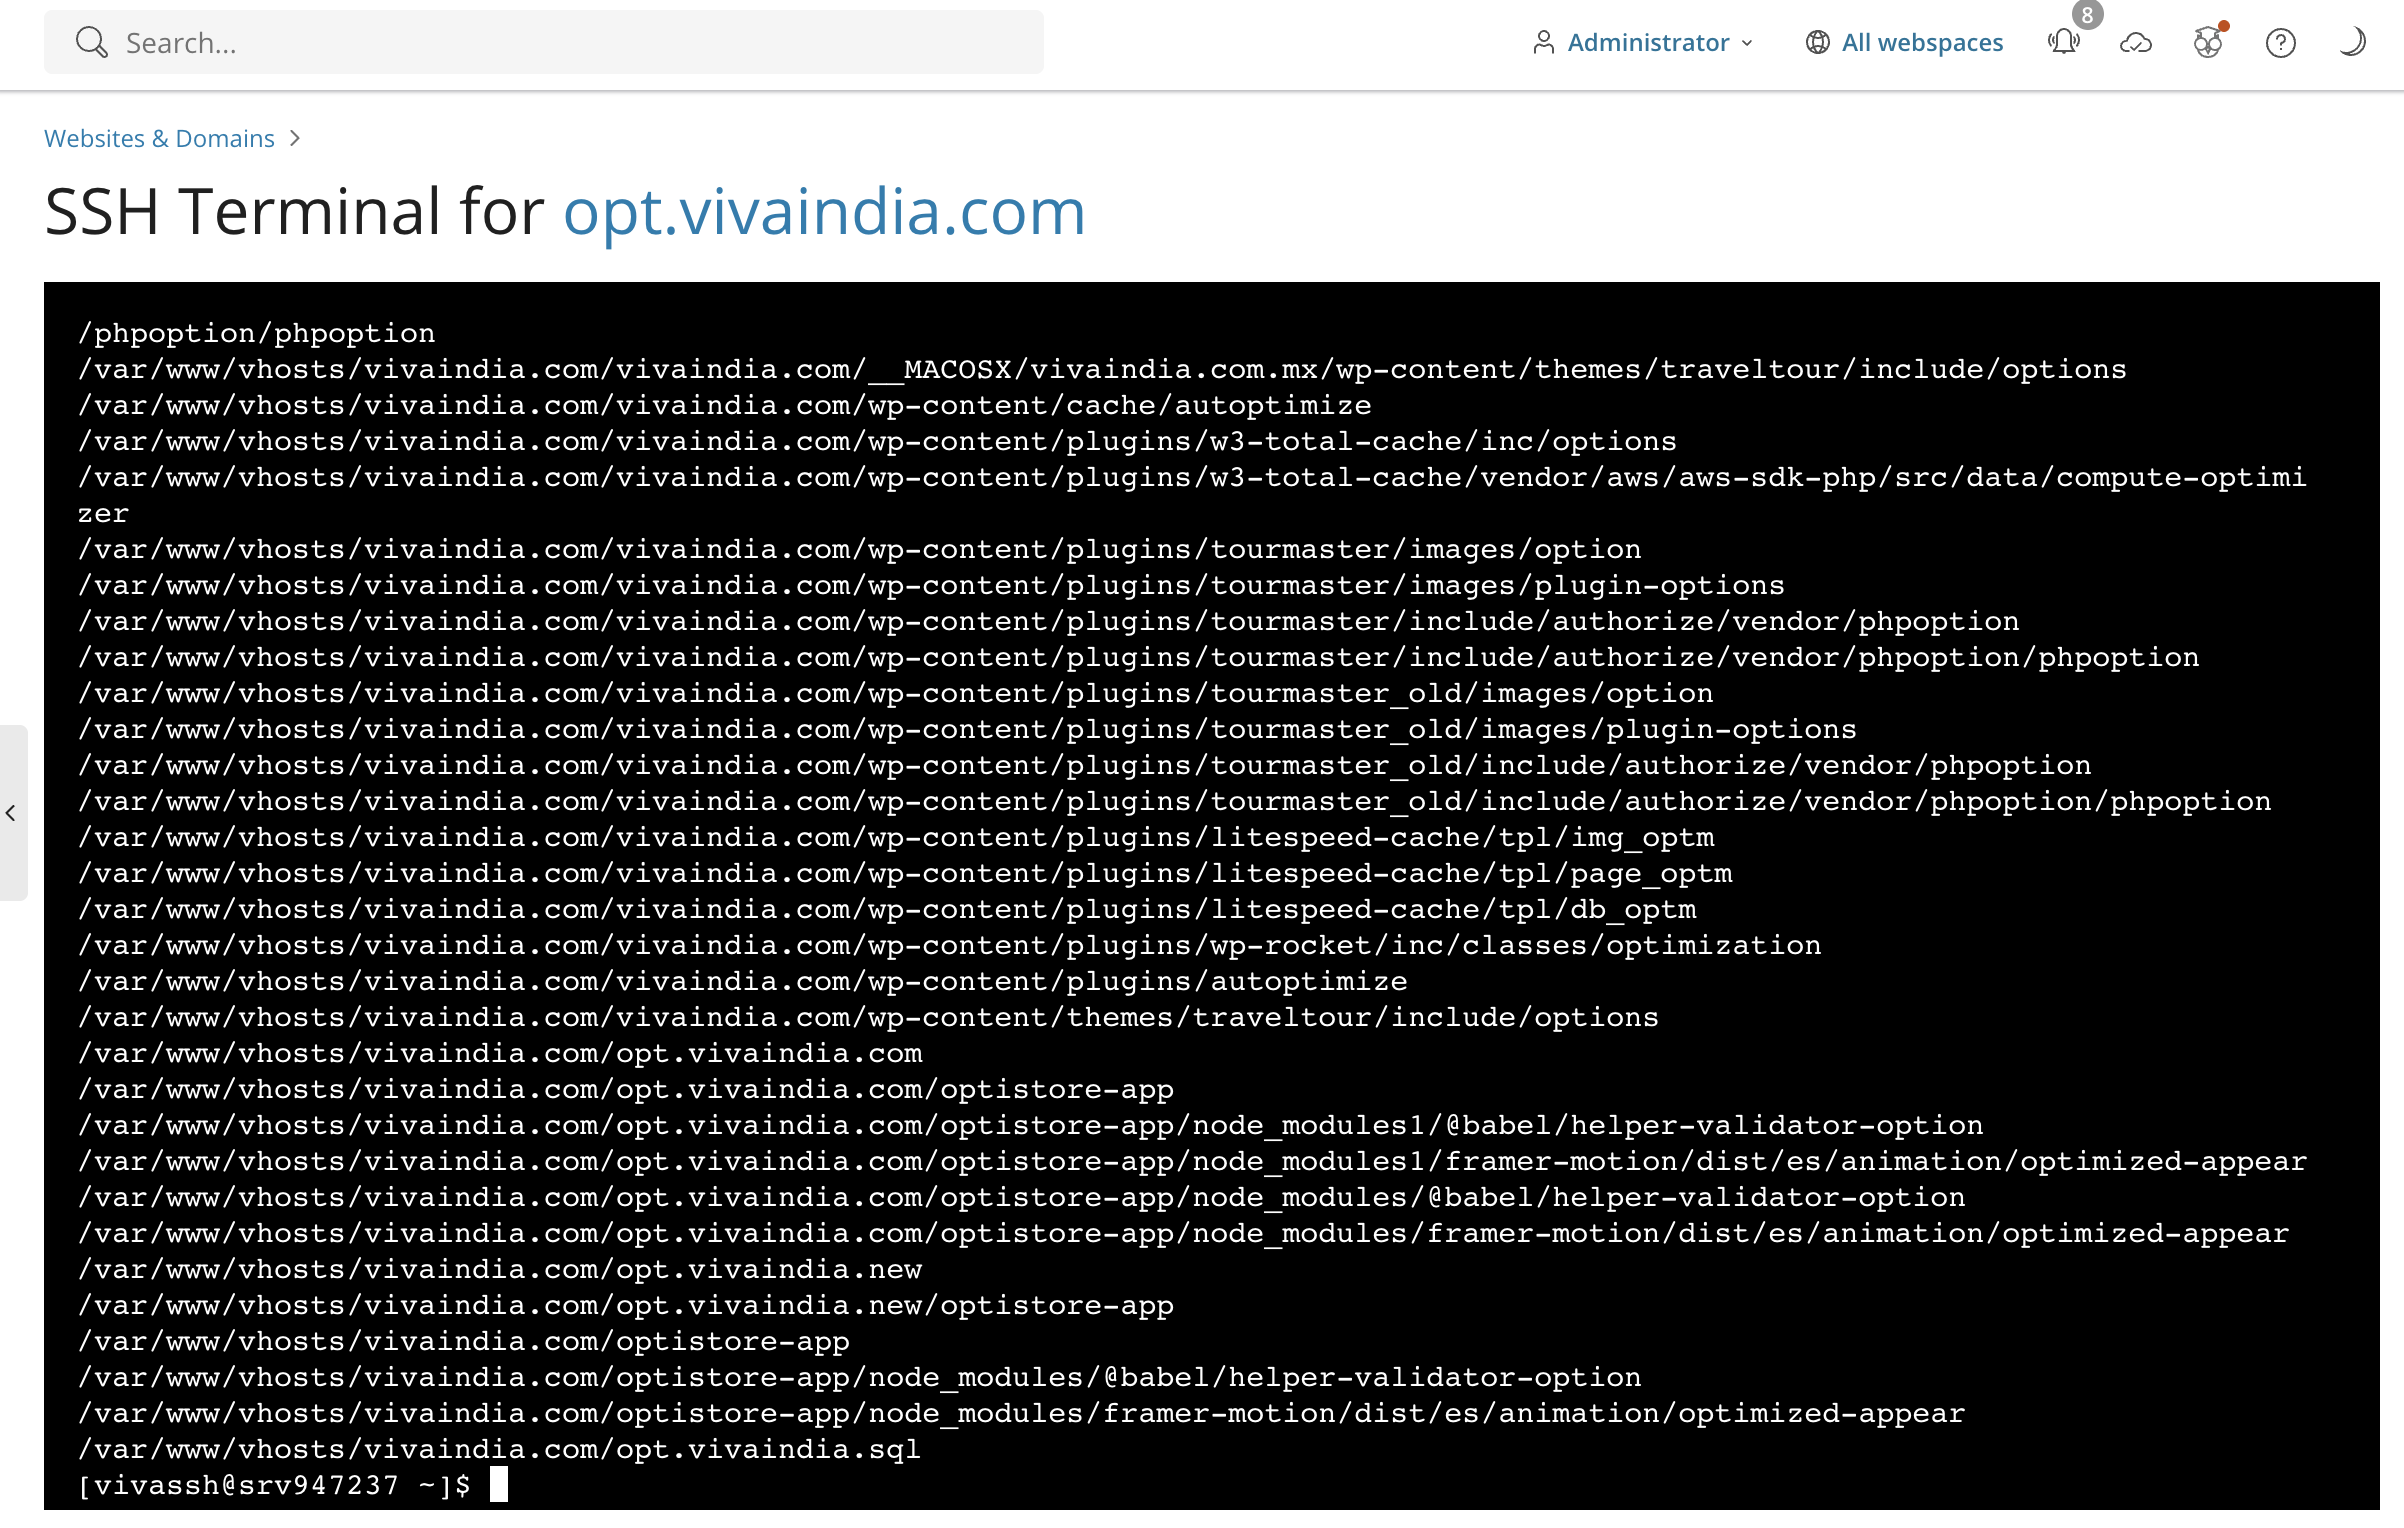 Search...
Administrator
All webspaces
8
Websites & Domains
SSH Terminal for opt.vivaindia.com
/phpoption/phpoption
/var/www/vhosts/vivaindia.com/vivaindia.com/__MACOSX/vivaindia.com.mx/wp-content/themes/traveltour/include/options
/var/www/vhosts/vivaindia.com/vivaindia.com/wp-content/cache/autoptimize
/var/www/vhosts/vivaindia.com/vivaindia.com/wp-content/plugins/w3-total-cache/inc/options
/var/www/vhosts/vivaindia.com/vivaindia.com/wp-content/plugins/w3-total-cache/vendor/aws/aws-sdk-php/src/data/compute-optimi
zer
/var/www/vhosts/vivaindia.com/vivaindia.com/wp-content/plugins/tourmaster/images/option
/var/www/vhosts/vivaindia.com/vivaindia.com/wp-content/plugins/tourmaster/images/plugin-options
/var/www/vhosts/vivaindia.com/vivaindia.com/wp-content/plugins/tourmaster/include/authorize/vendor/phpoption
/var/www/vhosts/vivaindia.com/vivaindia.com/wp-content/plugins/tourmaster/include/authorize/vendor/phpoption/phpoption
/var/www/vhosts/vivaindia.com/vivaindia.com/wp-content/plugins/tourmaster_old/images/option
/var/www/vhosts/vivaindia.com/vivaindia.com/wp-content/plugins/tourmaster_old/images/plugin-options
/var/www/vhosts/vivaindia.com/vivaindia.com/wp-content/plugins/tourmaster_old/include/authorize/vendor/phpoption
/var/www/vhosts/vivaindia.com/vivaindia.com/wp-content/plugins/tourmaster_old/include/authorize/vendor/phpoption/phpoption
/var/www/vhosts/vivaindia.com/vivaindia.com/wp-content/plugins/litespeed-cache/tpl/img_optm
/var/www/vhosts/vivaindia.com/vivaindia.com/wp-content/plugins/litespeed-cache/tpl/page_optm
/var/www/vhosts/vivaindia.com/vivaindia.com/wp-content/plugins/litespeed-cache/tpl/db_optm
/var/www/vhosts/vivaindia.com/vivaindia.com/wp-content/plugins/wp-rocket/inc/classes/optimization
/var/www/vhosts/vivaindia.com/vivaindia.com/wp-content/plugins/autoptimize
/var/www/vhosts/vivaindia.com/vivaindia.com/wp-content/themes/traveltour/include/options
/var/www/vhosts/vivaindia.com/opt.vivaindia.com
/var/www/vhosts/vivaindia.com/opt.vivaindia.com/optistore-app
/var/www/vhosts/vivaindia.com/opt.vivaindia.com/optistore-app/node_modules1/@babel/helper-validator-option
/var/www/vhosts/vivaindia.com/opt.vivaindia.com/optistore-app/node_modules1/framer-motion/dist/es/animation/optimized-appear
/var/www/vhosts/vivaindia.com/opt.vivaindia.com/optistore-app/node_modules/@babel/helper-validator-option
/var/www/vhosts/vivaindia.com/opt.vivaindia.com/optistore-app/node_modules/framer-motion/dist/es/animation/optimized-appear
/var/www/vhosts/vivaindia.com/opt.vivaindia.new
/var/www/vhosts/vivaindia.com/opt.vivaindia.new/optistore-app
/var/www/vhosts/vivaindia.com/optistore-app
/var/www/vhosts/vivaindia.com/optistore-app/node_modules/@babel/helper-validator-option
/var/www/vhosts/vivaindia.com/optistore-app/node_modules/framer-motion/dist/es/animation/optimized-appear
/var/www/vhosts/vivaindia.com/opt.vivaindia.sql
[vivassh@srv947237 ~]$